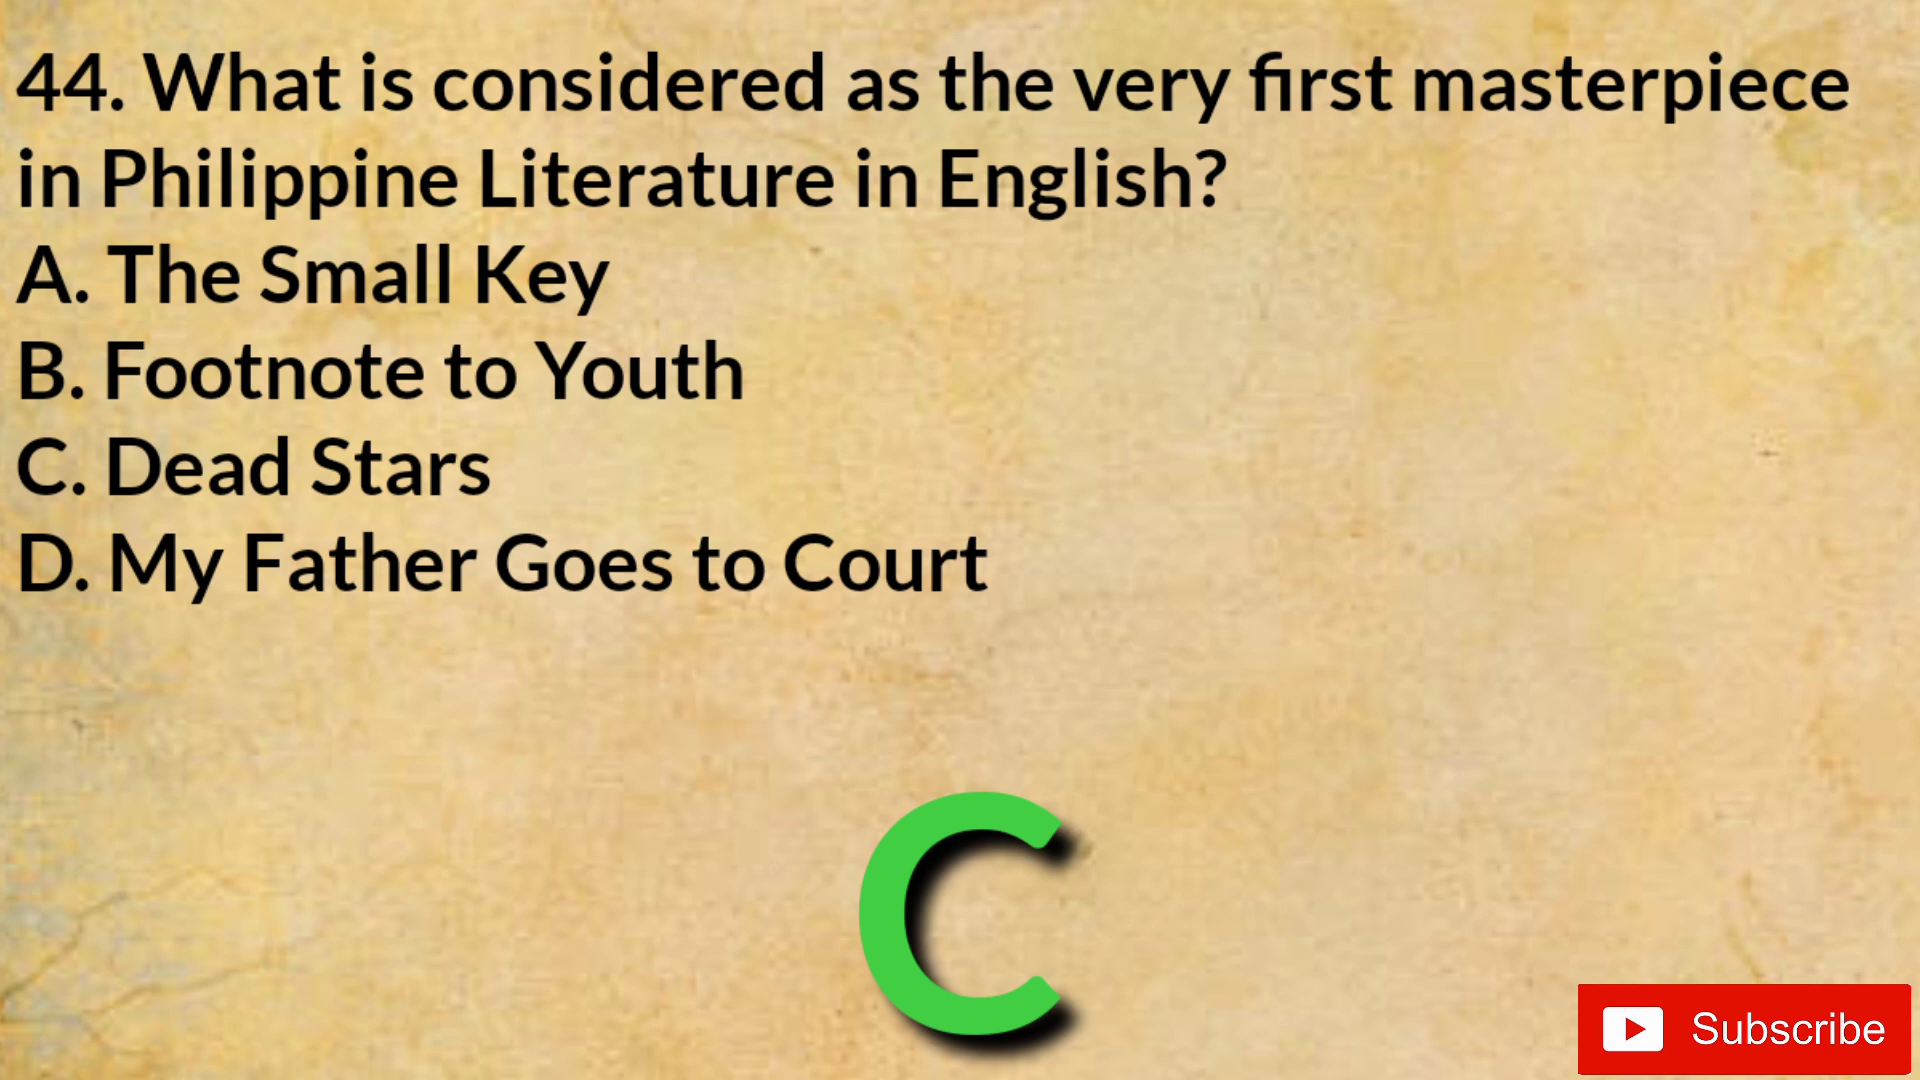 44. What is considered as the very first masterpiece
in Philippine Literature in English?
A. The Small Key
B. Footnote to Youth
C. Dead Stars
D. My Father Goes to Court
C
Subscribe